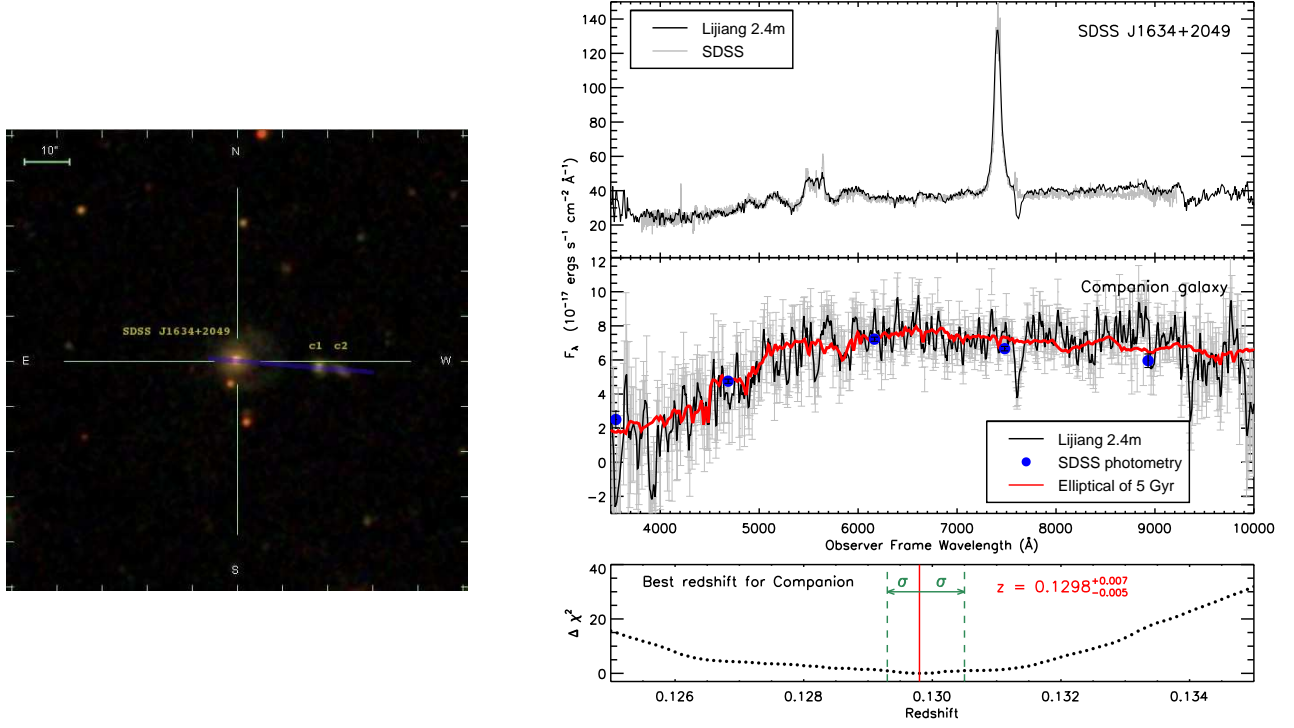 10"
N
SDSS J1634+2049
c1 c2
E
W
S
Lijiang 2.4m
SDSS
SDSS J1634+2049
140
120
100
80
60
40
20
F_λ (10^-17 ergs s^-1 cm^-2 Å^-1)
Companion galaxy
12
10
8
6
4
2
0
-2
Lijiang 2.4m
SDSS photometry
Elliptical of 5 Gyr
4000 5000 6000 7000 8000 9000 10000
Observer Frame Wavelength (Å)
Best redshift for Companion
σ σ
z = 0.1298 +0.007 -0.005
40
20
0
Δ χ²
0.126 0.128 0.130 0.132 0.134
Redshift